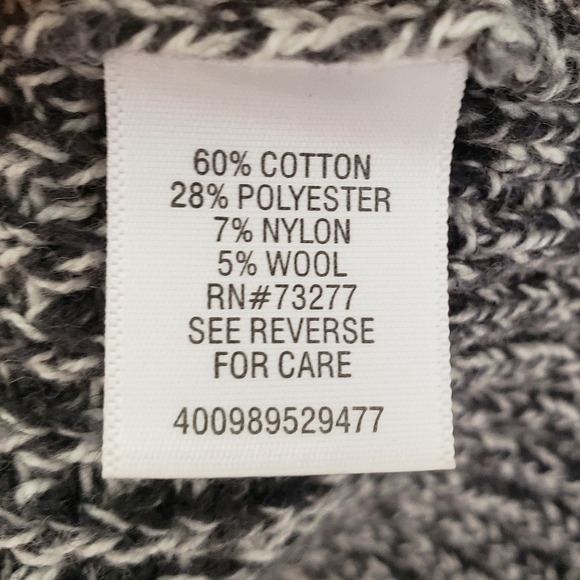 60% COTTON
28% POLYESTER
7% NYLON
5% WOOL
RN#73277
SEE REVERSE
FOR CARE
400989529477